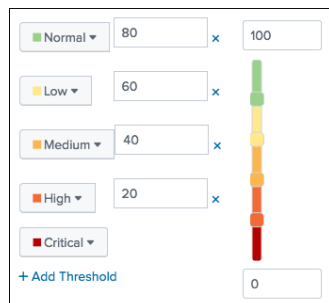 Normal 80 × 100
Low 60 ×
Medium 40 ×
High 20 ×
Critical
+ Add Threshold
0